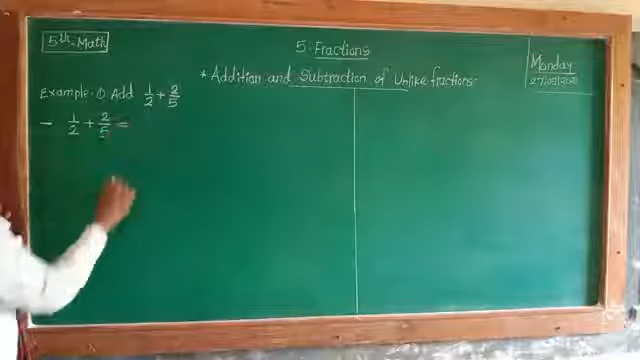 5th-Math
5. Fractions
Monday
* Addition and Subtraction of Unlike fractions-
Example-① Add 1/2 + 2/5
- 1/2 + 2/5 =